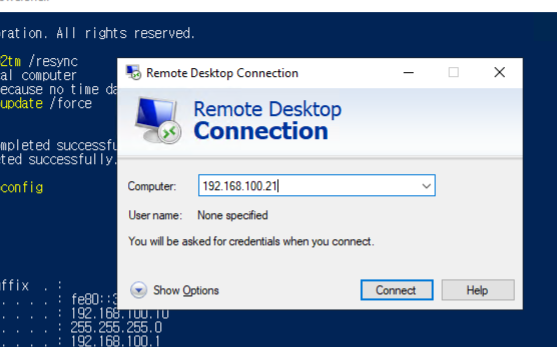 ration. All rights reserved.
2tm /resync
al computer
ecause no time da
update /force
mpleted successfu
ted successfully.
config
Remote Desktop Connection
Remote Desktop
Connection
Computer: 192.168.100.21
User name: None specified
You will be asked for credentials when you connect.
Show Options
Connect
Help
uffix . :
. . . . : fe80::3
. . . . : 192.168.100.10
. . . . : 255.255.255.0
. . . . : 192.168.100.1